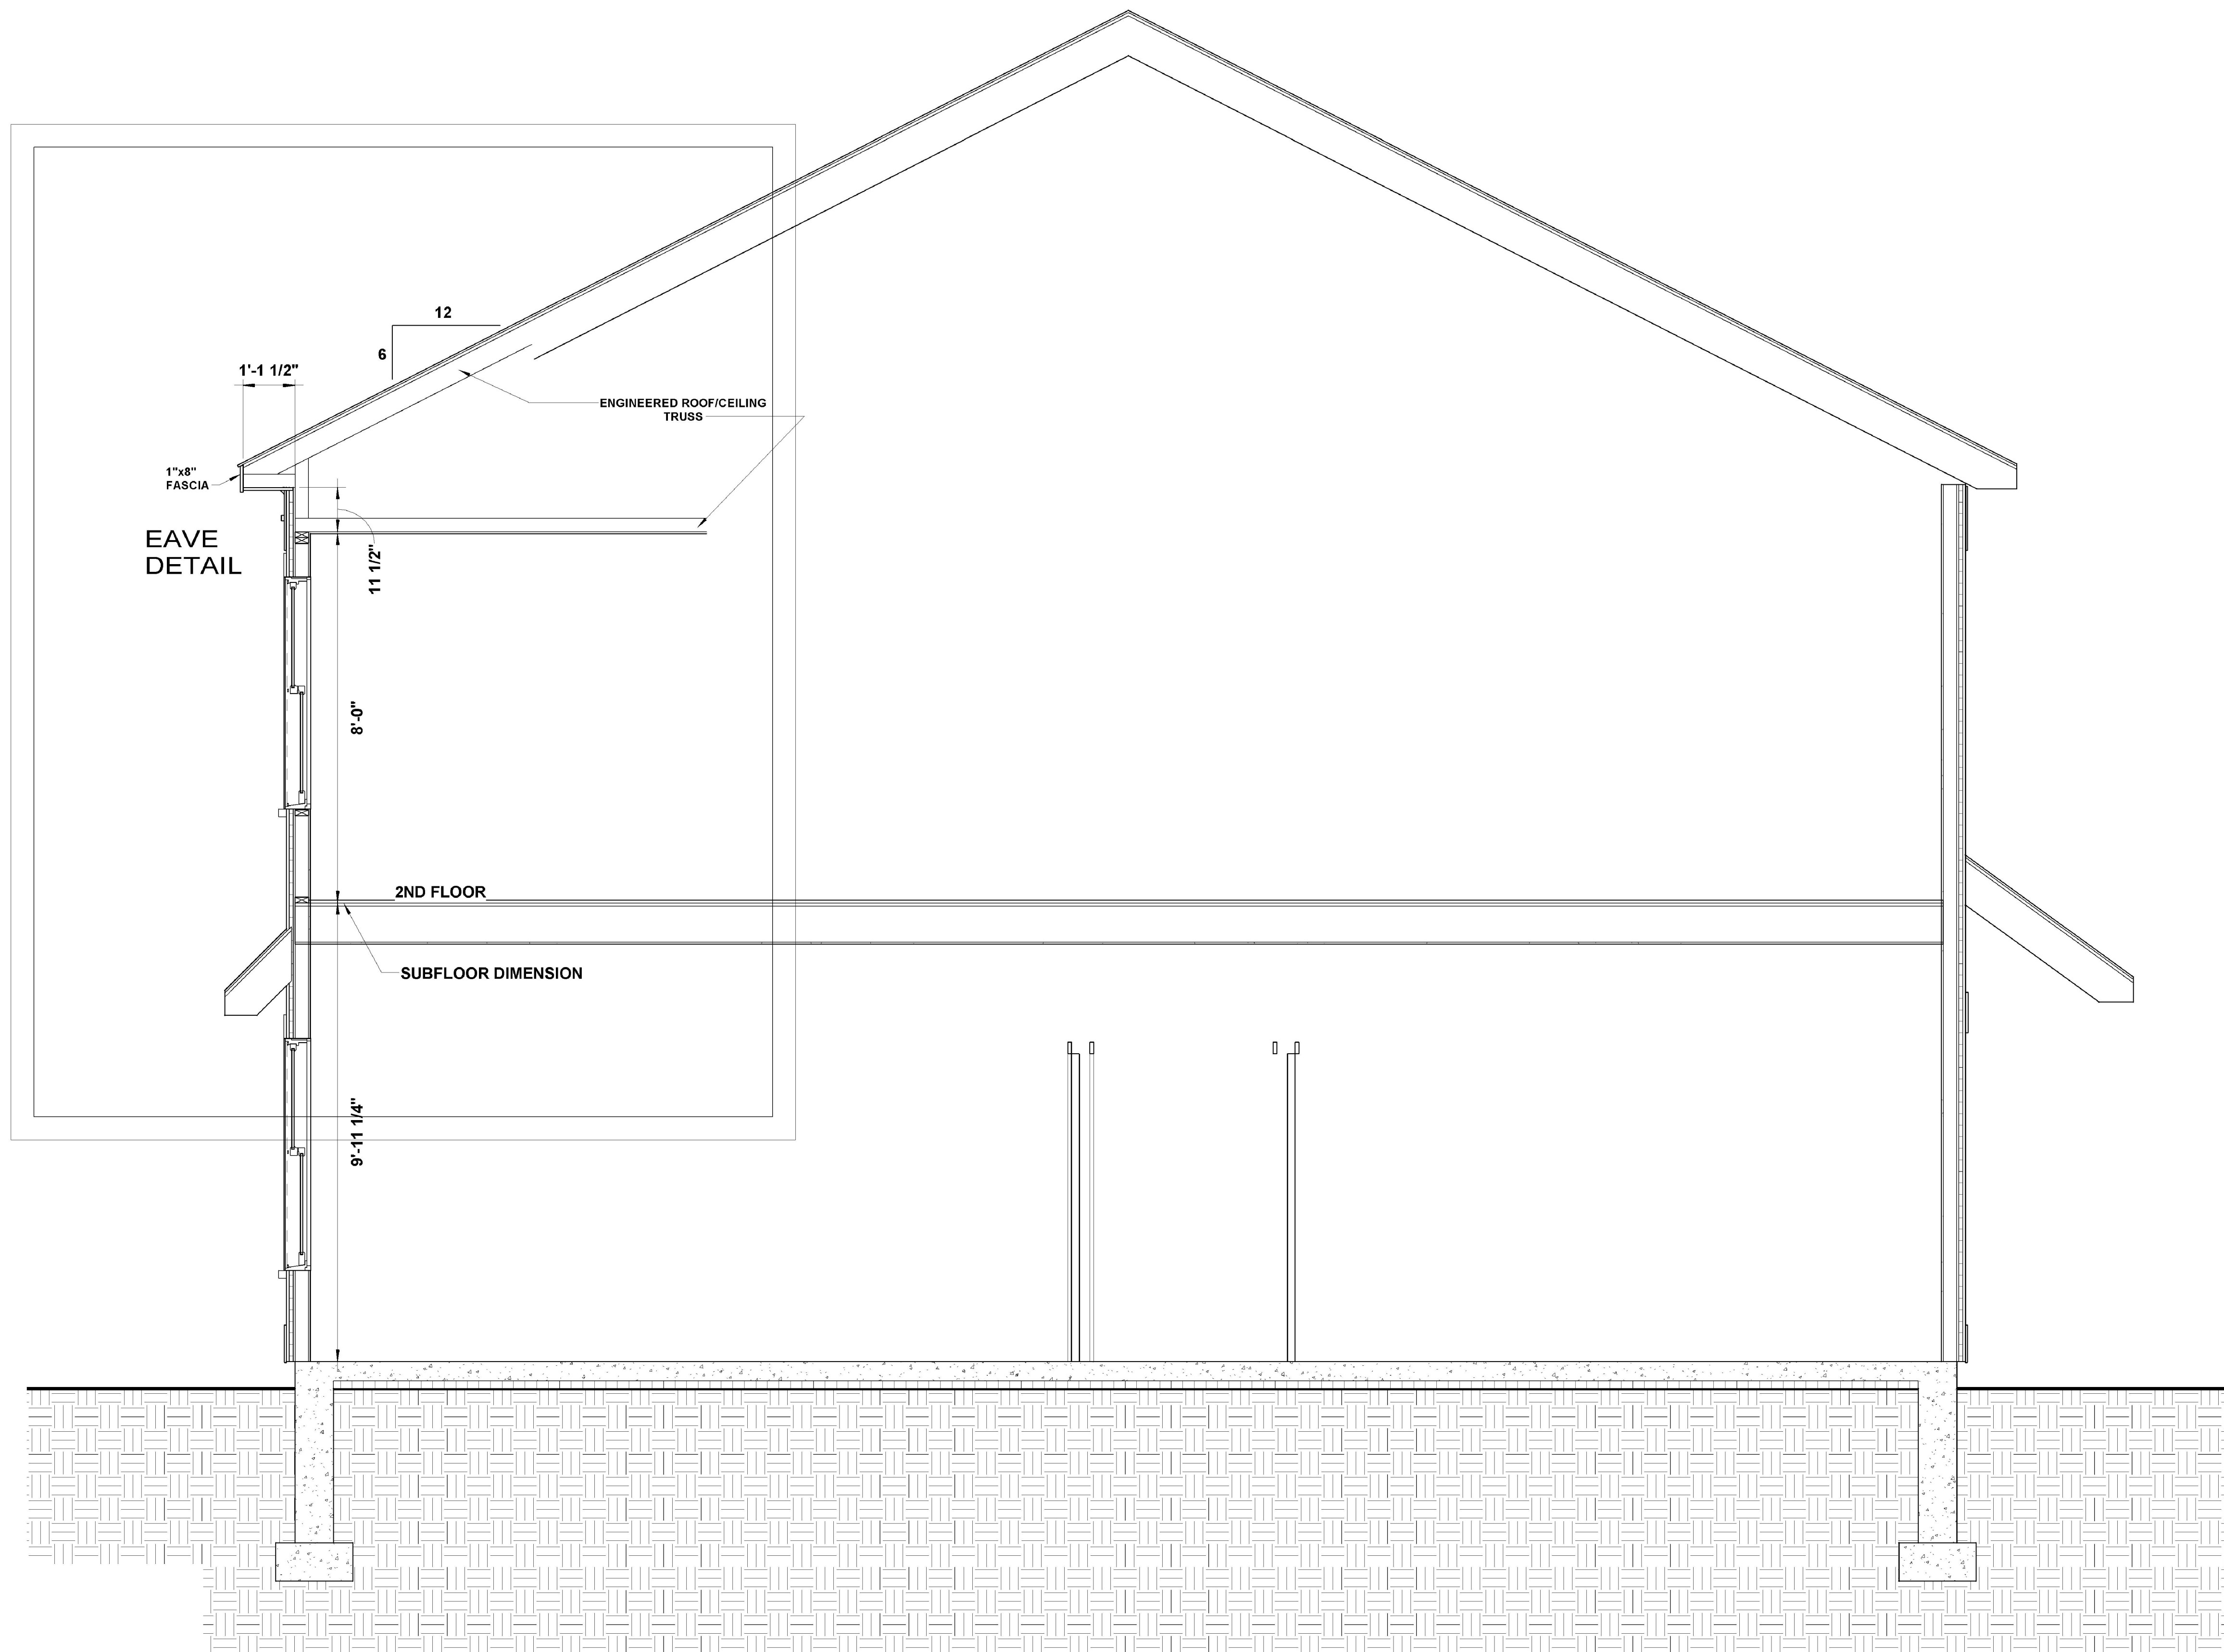 12
6
1'-1 1/2"
ENGINEERED ROOF/CEILING
TRUSS
1"x8"
FASCIA
EAVE
DETAIL
11 1/2"
8'-0"
2ND FLOOR
SUBFLOOR DIMENSION
9'-11 1/4"